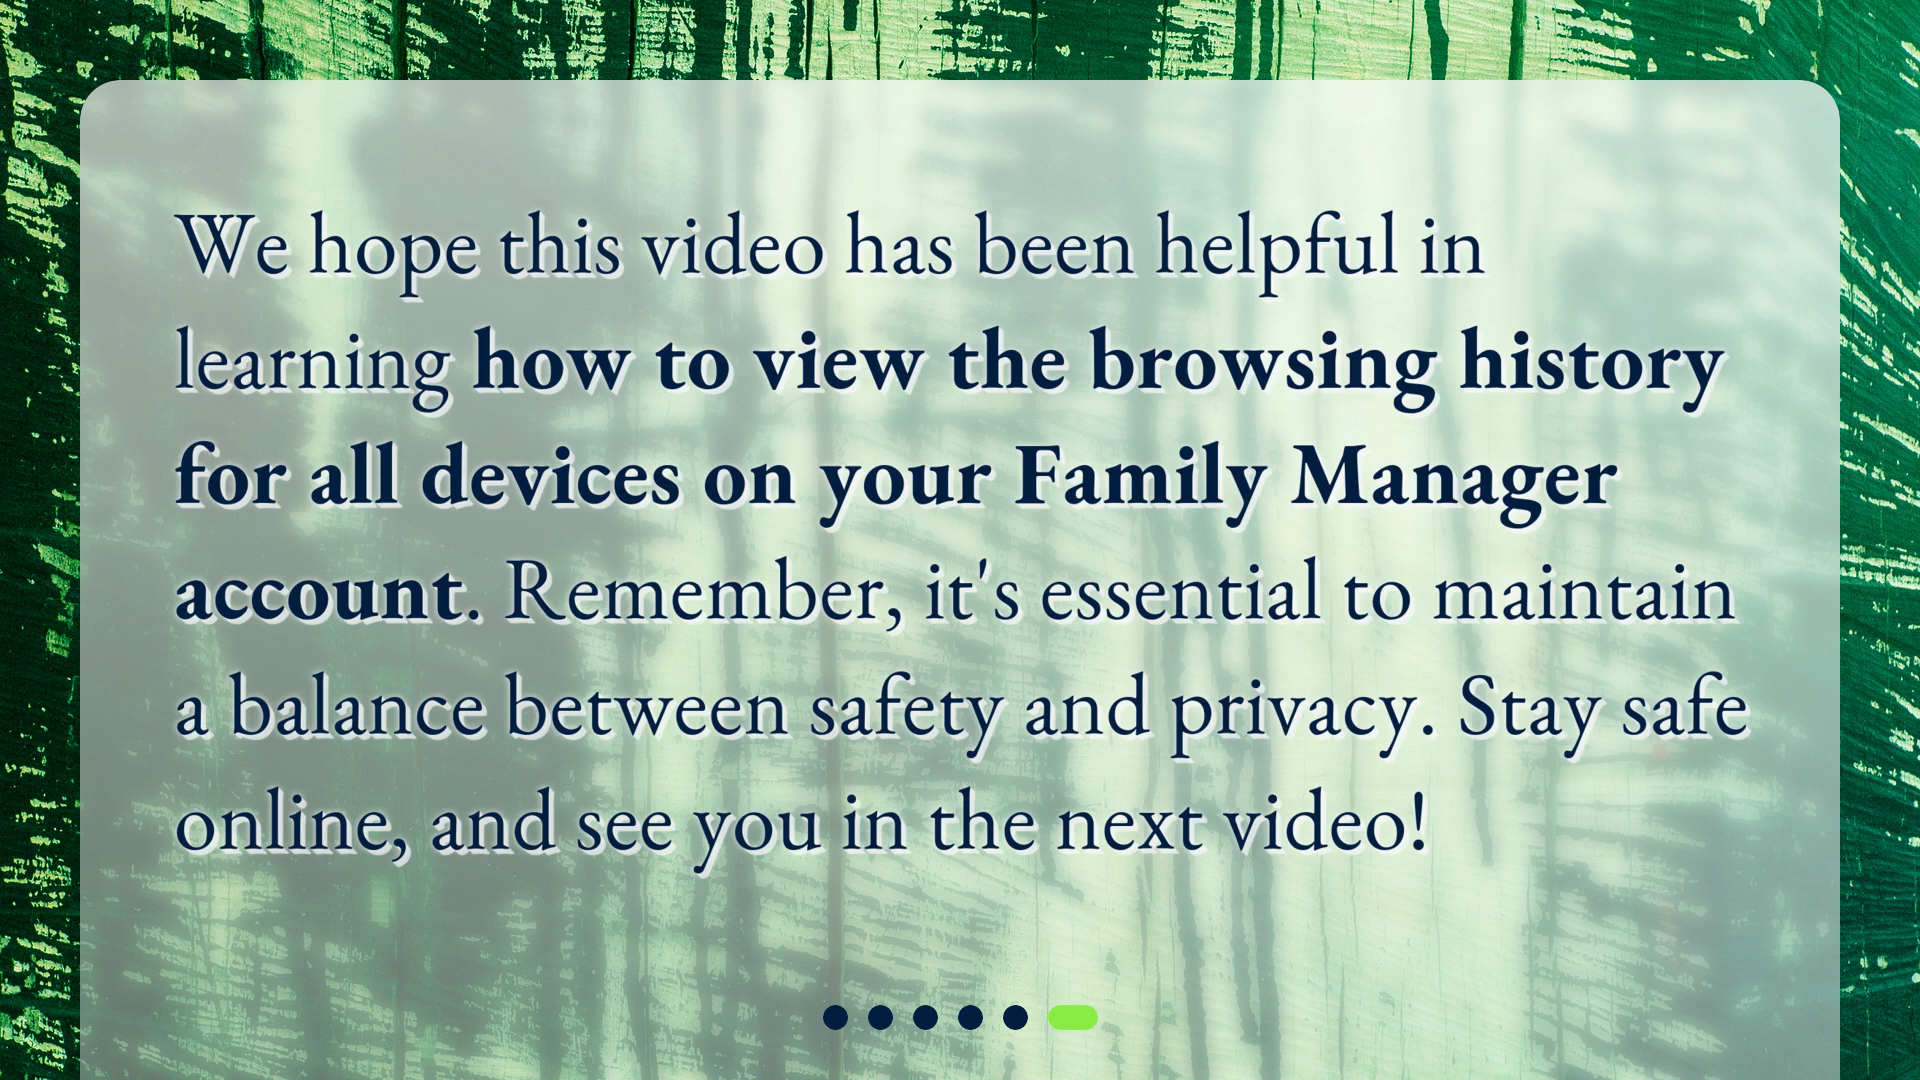 We hope this video has been helpful in
learning how to view the browsing history
for all devices on your Family Manager
account. Remember, it's essential to maintain
a balance between safety and privacy. Stay safe
online, and see you in the next video!